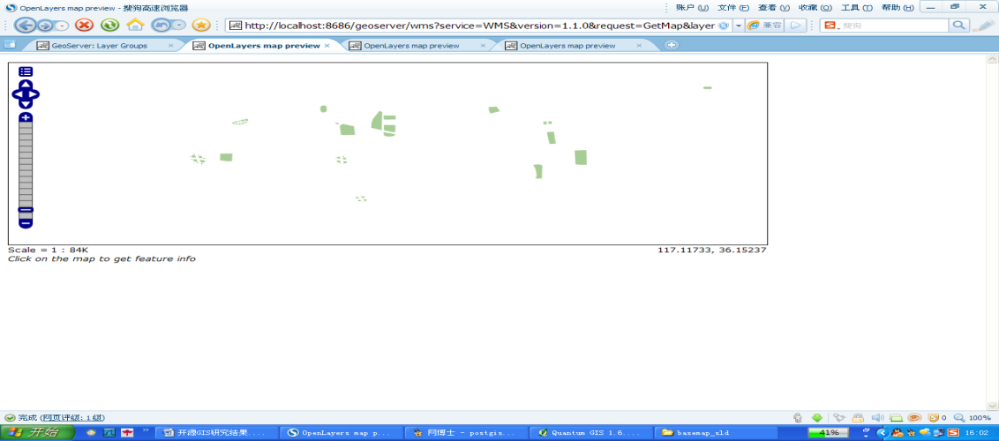 OpenLayers map preview - 搜狗高速浏览器
账户(U) 文件(F) 查看(V) 收藏(O) 工具(T) 帮助(H)
http://localhost:8686/geoserver/wms?service=WMS&version=1.1.0&request=GetMap&layer 兼容 搜狗
GeoServer: Layer Groups OpenLayers map preview OpenLayers map preview OpenLayers map preview
Scale = 1 : 84K 117.11733, 36.15237
Click on the map to get feature info
完成 (网页评级: 1级) 0 100%
开始 开源GIS研究结果.... OpenLayers map p... 阿博士 - postgis... Quantum GIS 1.6.... basemap_sld 41% 16:02